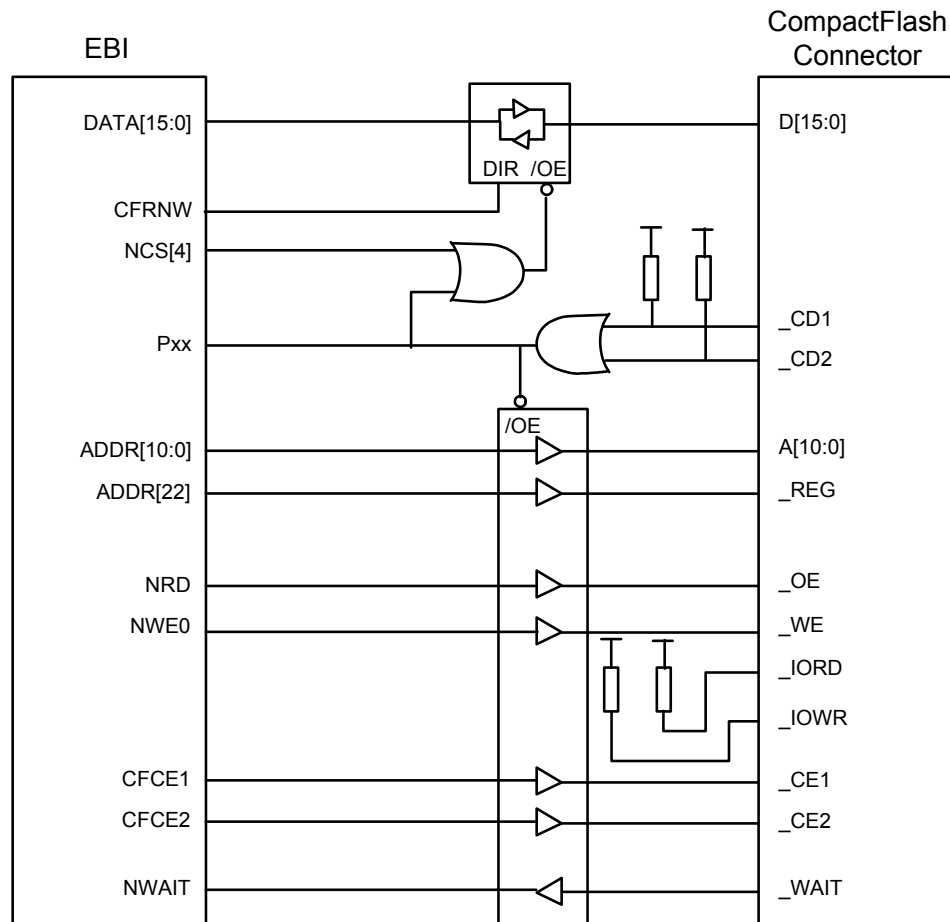 EBI
CompactFlash
Connector
DATA[15:0]
D[15:0]
DIR /OE
CFRNW
NCS[4]
_CD1
Pxx
_CD2
/OE
ADDR[10:0]
A[10:0]
ADDR[22]
_REG
NRD
_OE
NWE0
_WE
_IORD
_IOWR
CFCE1
_CE1
CFCE2
_CE2
NWAIT
_WAIT